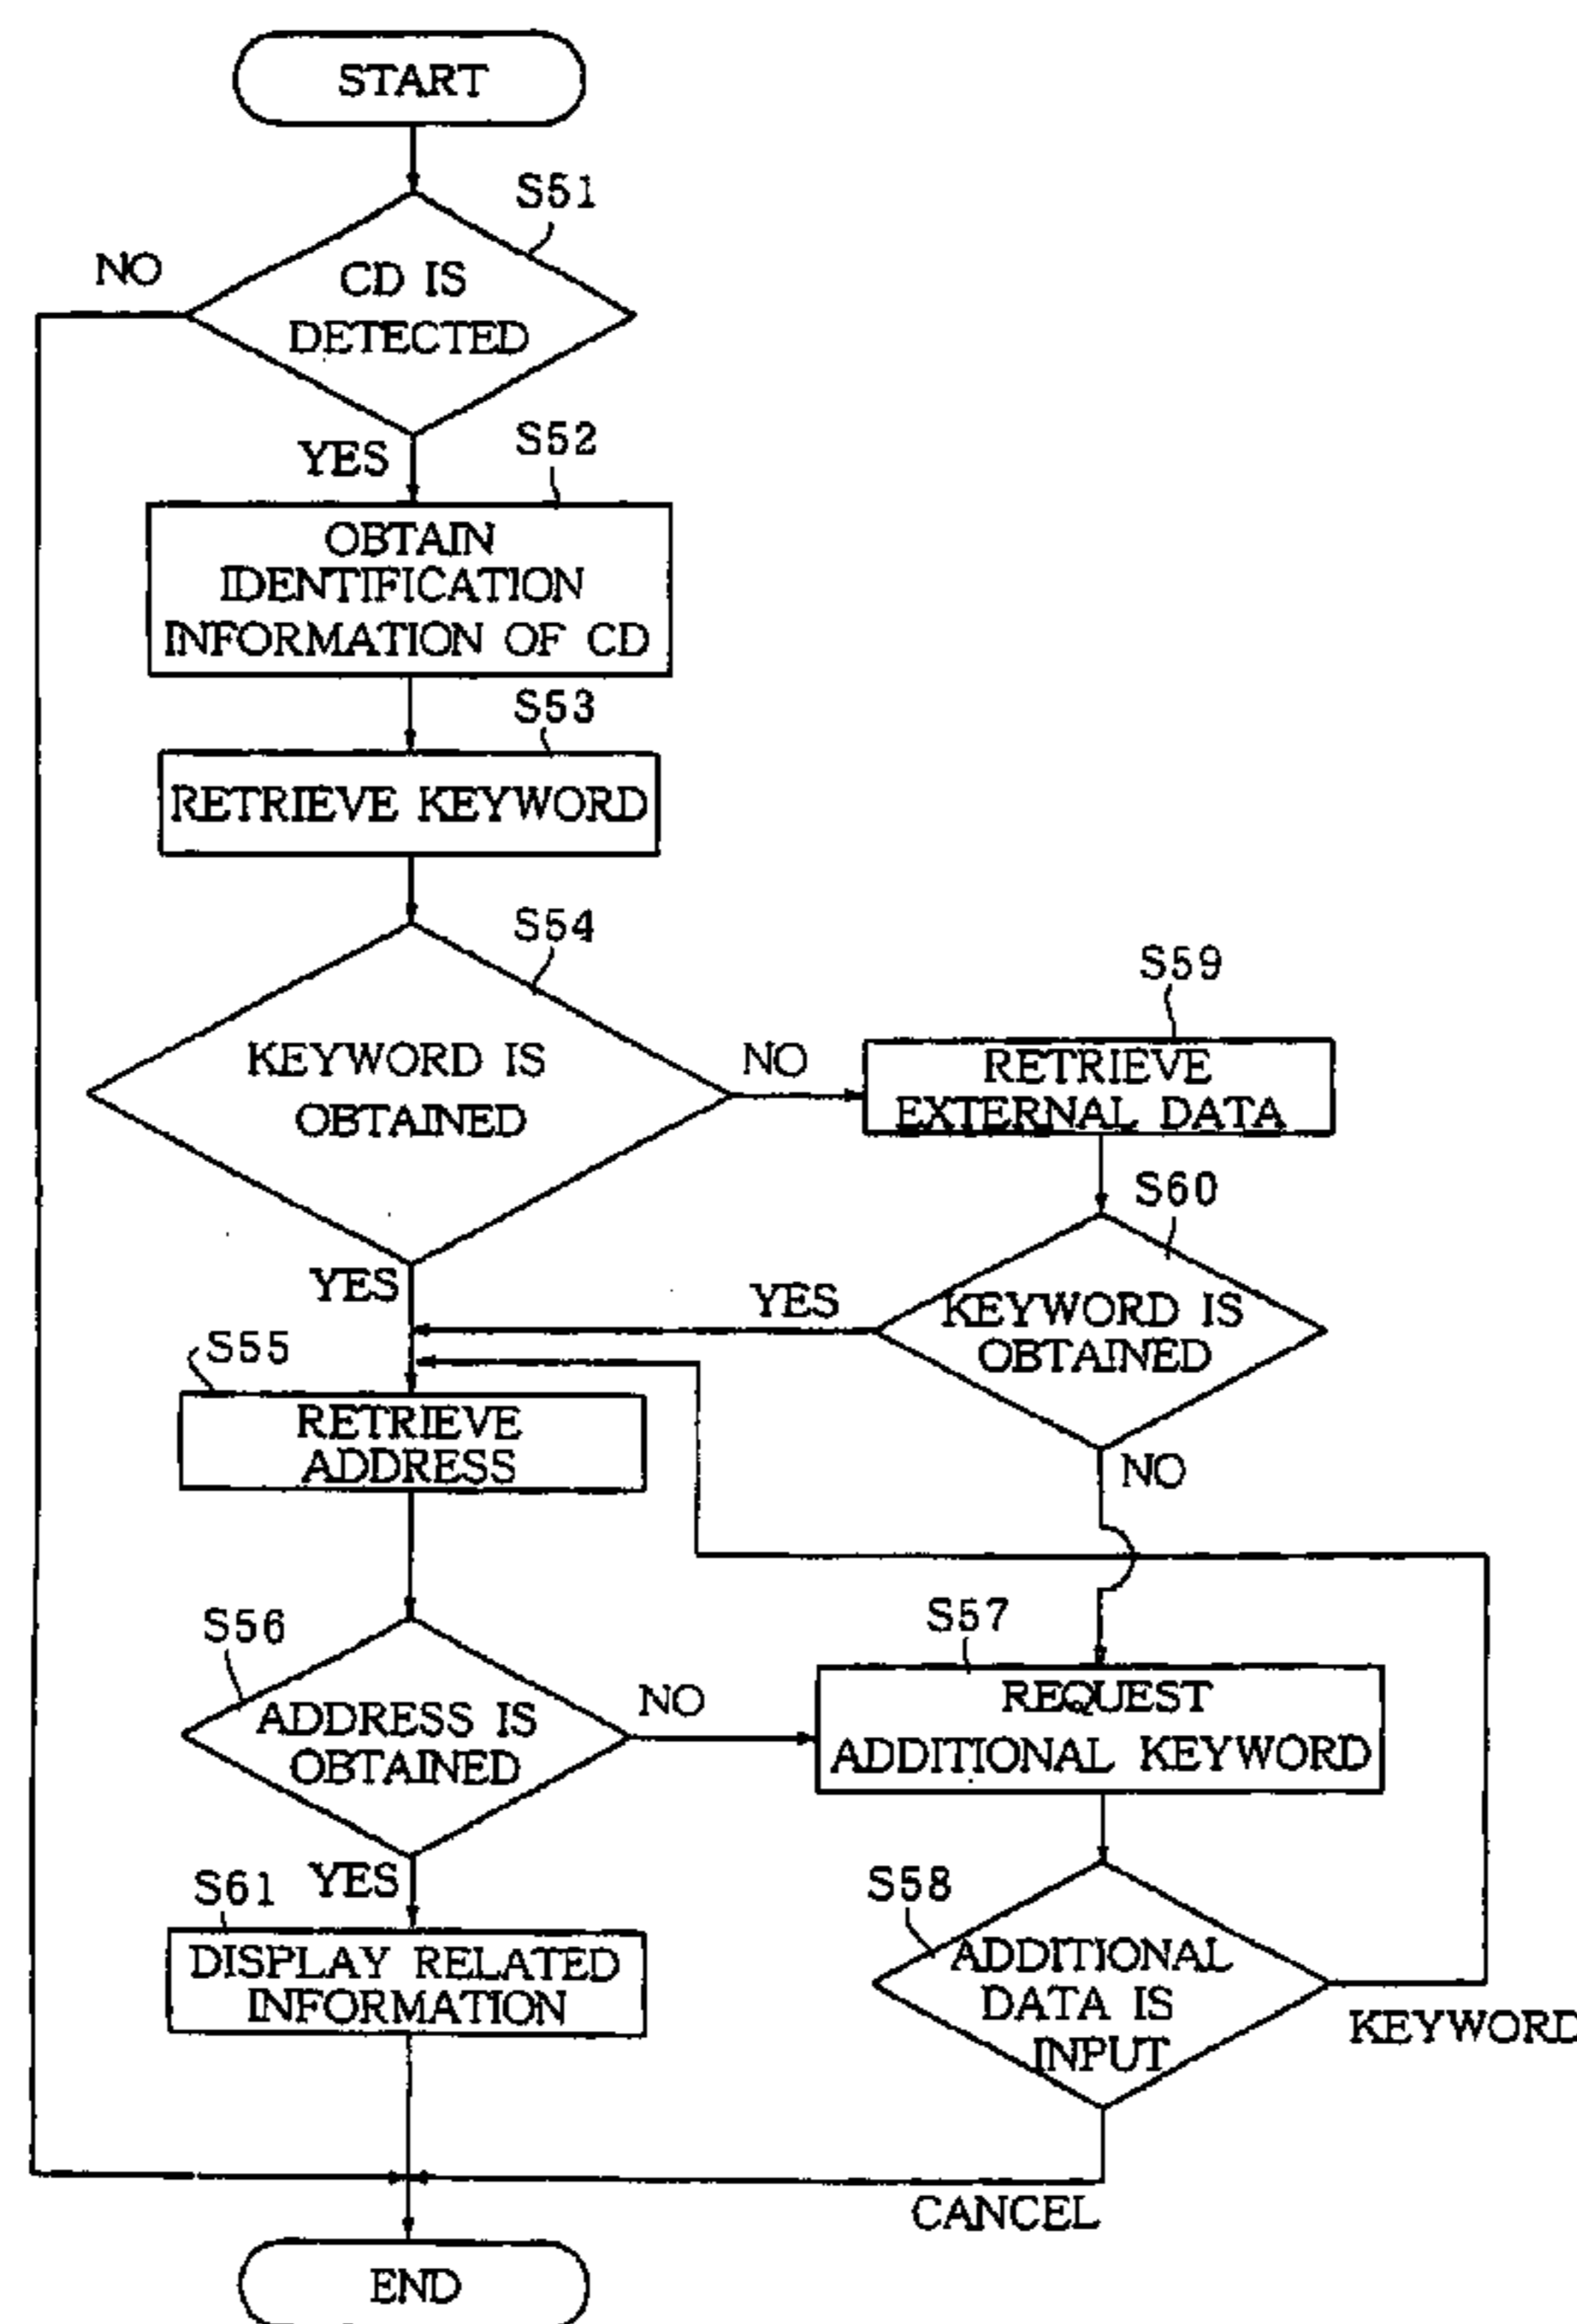 START
S51
NO
CD IS
DETECTED
YES
S52
OBTAIN
IDENTIFICATION
INFORMATION OF CD
S53
RETRIEVE KEYWORD
S54
KEYWORD IS
OBTAINED
NO
S59
RETRIEVE
EXTERNAL DATA
S60
YES
YES
KEYWORD IS
OBTAINED
S55
RETRIEVE
ADDRESS
NO
S56
ADDRESS IS
OBTAINED
NO
S57
REQUEST
ADDITIONAL KEYWORD
S61
YES
S58
DISPLAY RELATED
INFORMATION
ADDITIONAL
DATA IS
INPUT
KEYWORD
CANCEL
END